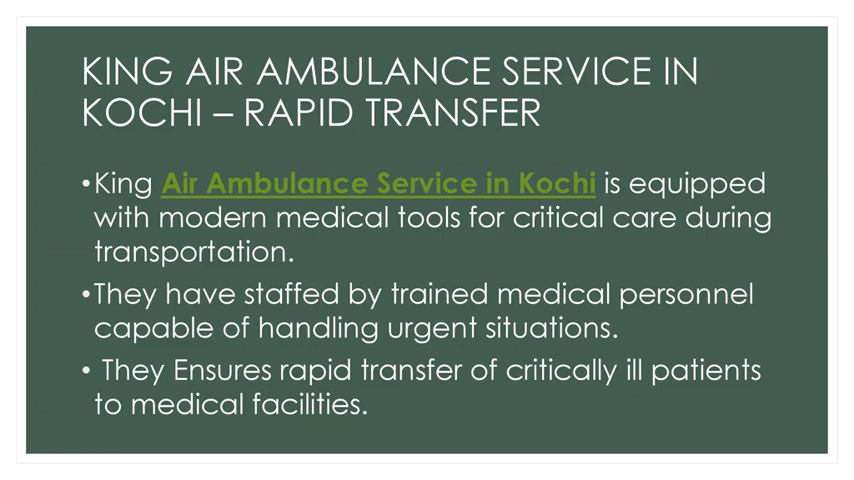 KING AIR AMBULANCE SERVICE IN
KOCHI – RAPID TRANSFER
•King Air Ambulance Service in Kochi is equipped
with modern medical tools for critical care during
transportation.
•They have staffed by trained medical personnel
capable of handling urgent situations.
• They Ensures rapid transfer of critically ill patients
to medical facilities.